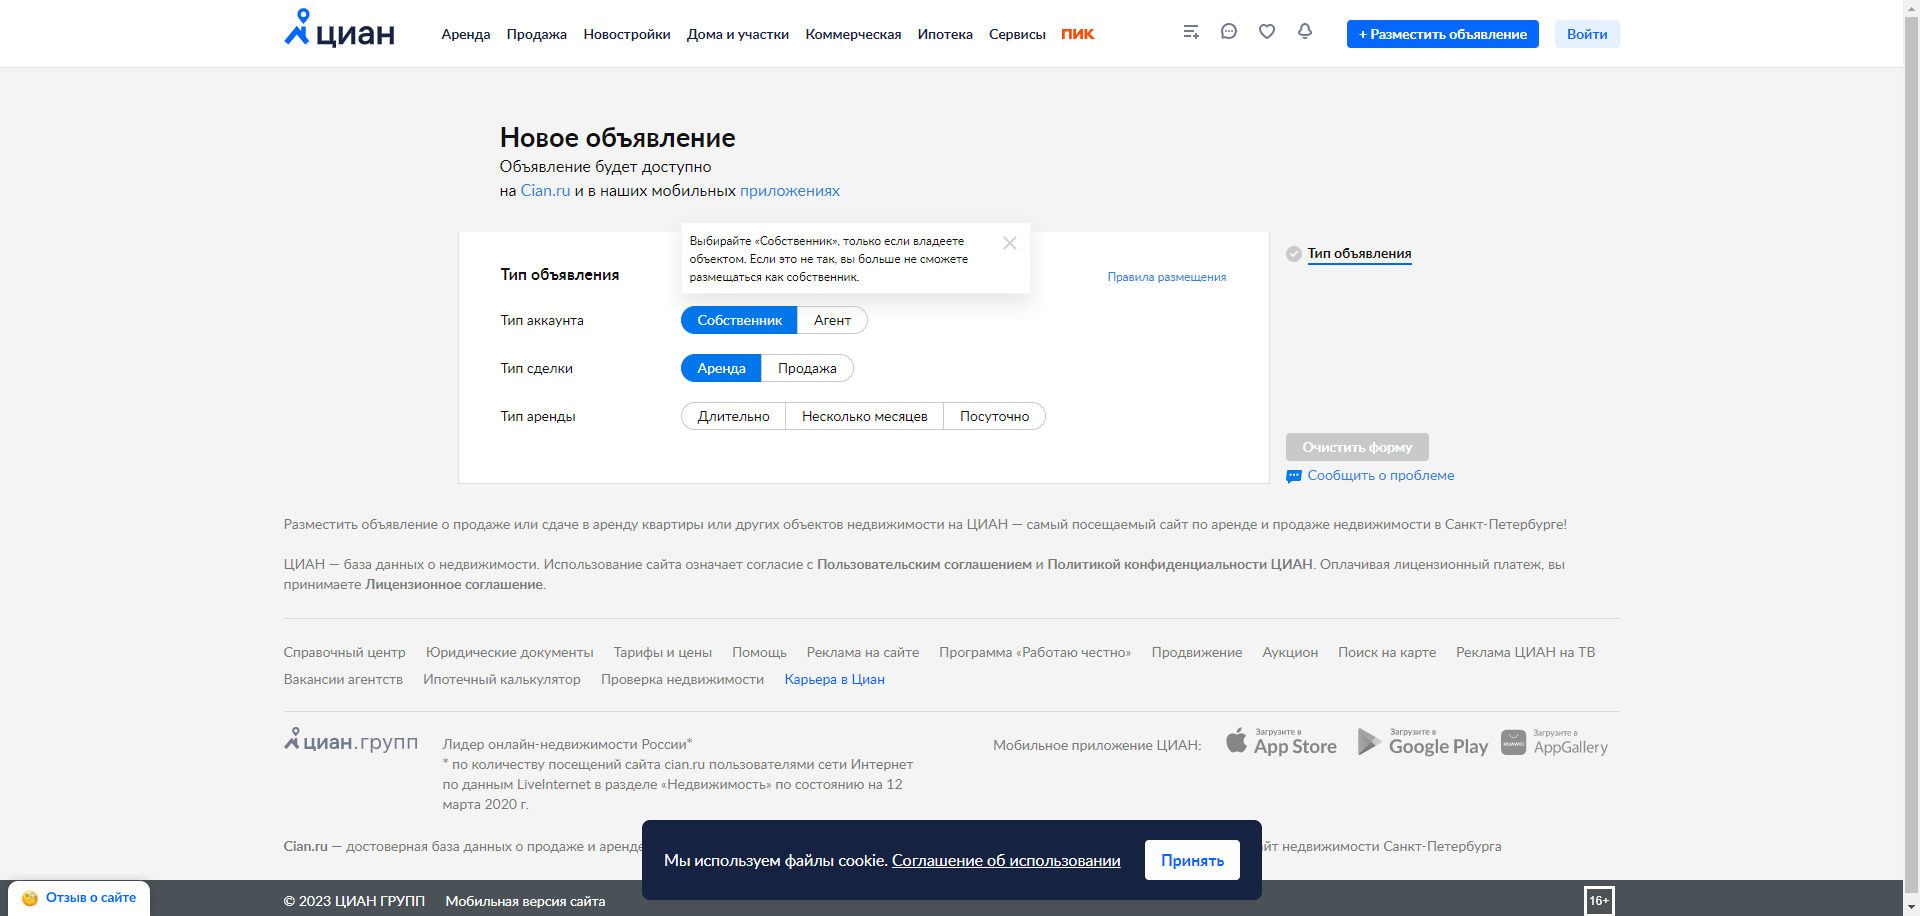 циан
Аренда Продажа Новостройки Дома и участки Коммерческая Ипотека Сервисы ПИК
+ Разместить объявление
Войти
Новое объявление
Объявление будет доступно
на Cian.ru и в наших мобильных приложениях
Выбирайте «Собственник», только если владеете
объектом. Если это не так, вы больше не сможете
размещаться как собственник.
Тип объявления
Правила размещения
Тип объявления
Тип аккаунта
Собственник Агент
Тип сделки
Аренда Продажа
Тип аренды
Длительно Несколько месяцев Посуточно
Очистить форму
Сообщить о проблеме
Разместить объявление о продаже или сдаче в аренду квартиры или других объектов недвижимости на ЦИАН — самый посещаемый сайт по аренде и продаже недвижимости в Санкт-Петербурге!
ЦИАН — база данных о недвижимости. Использование сайта означает согласие с Пользовательским соглашением и Политикой конфиденциальности ЦИАН. Оплачивая лицензионный платеж, вы
принимаете Лицензионное соглашение.
Справочный центр Юридические документы Тарифы и цены Помощь Реклама на сайте Программа «Работаю честно» Продвижение Аукцион Поиск на карте Реклама ЦИАН на ТВ
Вакансии агентств Ипотечный калькулятор Проверка недвижимости Карьера в Циан
циан.групп
Лидер онлайн-недвижимости России*
* по количеству посещений сайта cian.ru пользователями сети Интернет
по данным LiveInternet в разделе «Недвижимость» по состоянию на 12
марта 2020 г.
Мобильное приложение ЦИАН:
Загрузите в
App Store
Загрузите в
Google Play
HUAWEI
Загрузите в
AppGallery
Cian.ru — достоверная база данных о продаже и аренде
йт недвижимости Санкт-Петербурга
Мы используем файлы cookie. Соглашение об использовании
Принять
Отзыв о сайте
© 2023 ЦИАН ГРУПП Мобильная версия сайта
16+